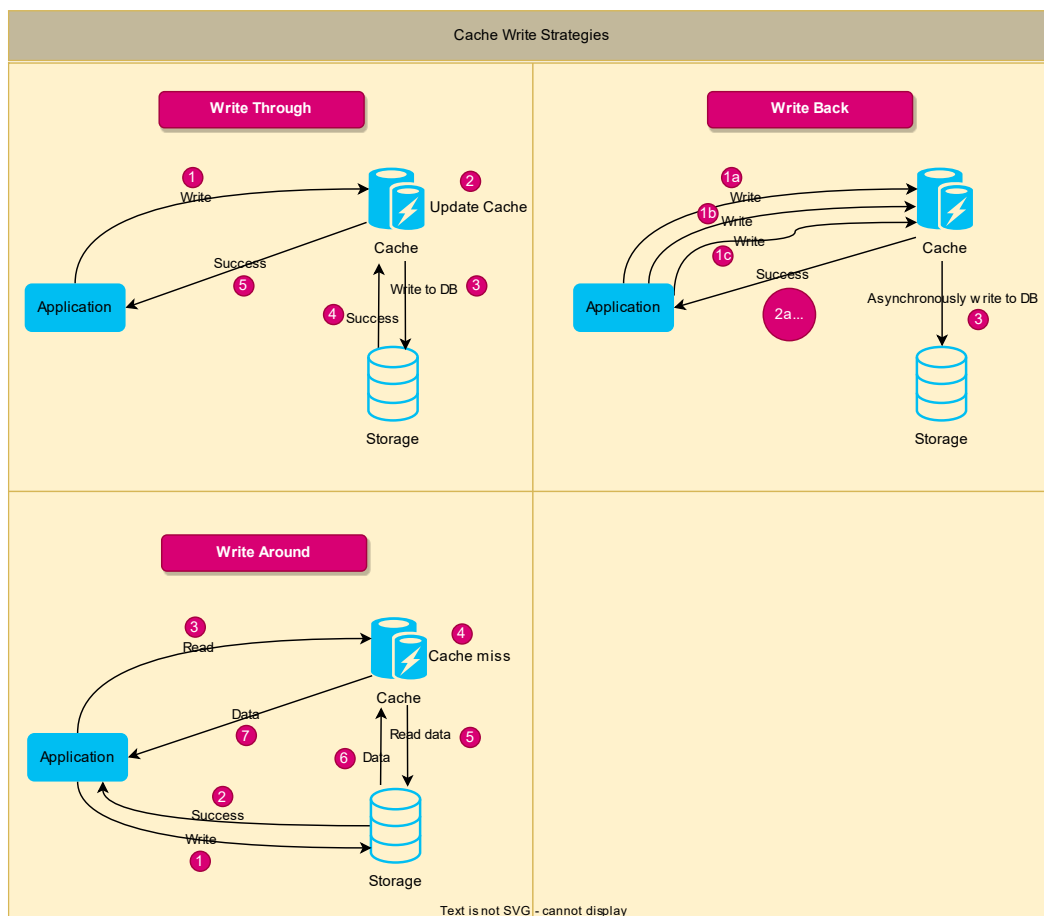 Cache Write Strategies
Write Through
1
Write
2
Update Cache
Cache
Success
5
Write to DB
3
4
Success
Application
Storage
Write Back
1a
Write
1b
Write
Write
1c
Cache
Success
2a...
Application
Asynchronously write to DB
3
Storage
Write Around
3
Read
4
Cache miss
Cache
Data
7
Read data
5
6
Data
Application
2
Success
Write
1
Storage
Text is not SVG - cannot display